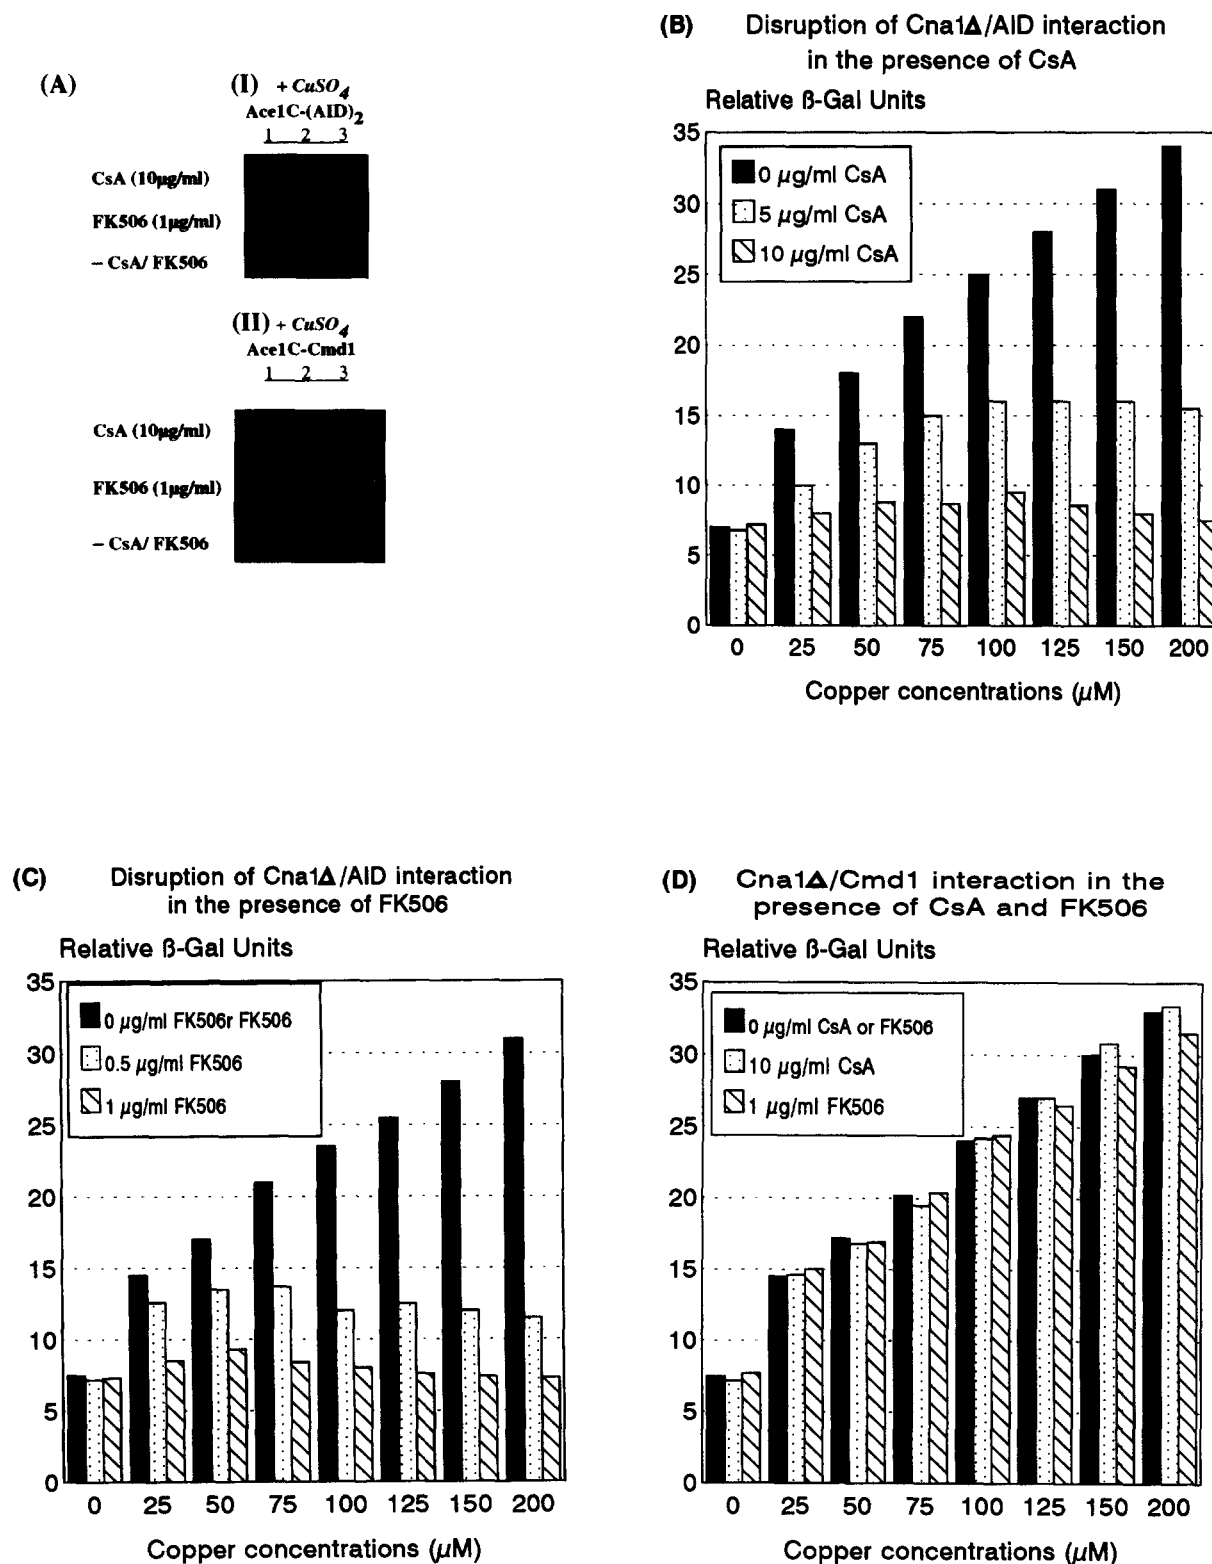 (A)
(I) + CuSO4
Ace1C-(AID)2
1 2 3
CsA (10µg/ml)
FK506 (1µg/ml)
– CsA/ FK506
(II) + CuSO4
Ace1C-Cmd1
1 2 3
CsA (10µg/ml)
FK506 (1µg/ml)
– CsA/ FK506
(B) Disruption of Cna1Δ/AID interaction
in the presence of CsA
Relative ß-Gal Units
35
30
25
20
15
10
5
0
0 µg/ml CsA
5 µg/ml CsA
10 µg/ml CsA
0 25 50 75 100 125 150 200
Copper concentrations (µM)
(C) Disruption of Cna1Δ/AID interaction
in the presence of FK506
Relative ß-Gal Units
35
30
25
20
15
10
5
0
0 µg/ml FK506r FK506
0.5 µg/ml FK506
1 µg/ml FK506
0 25 50 75 100 125 150 200
Copper concentrations (µM)
(D) Cna1Δ/Cmd1 interaction in the
presence of CsA and FK506
Relative ß-Gal Units
35
30
25
20
15
10
5
0
0 µg/ml CsA or FK506
10 µg/ml CsA
1 µg/ml FK506
0 25 50 75 100 125 150 200
Copper concentrations (µM)